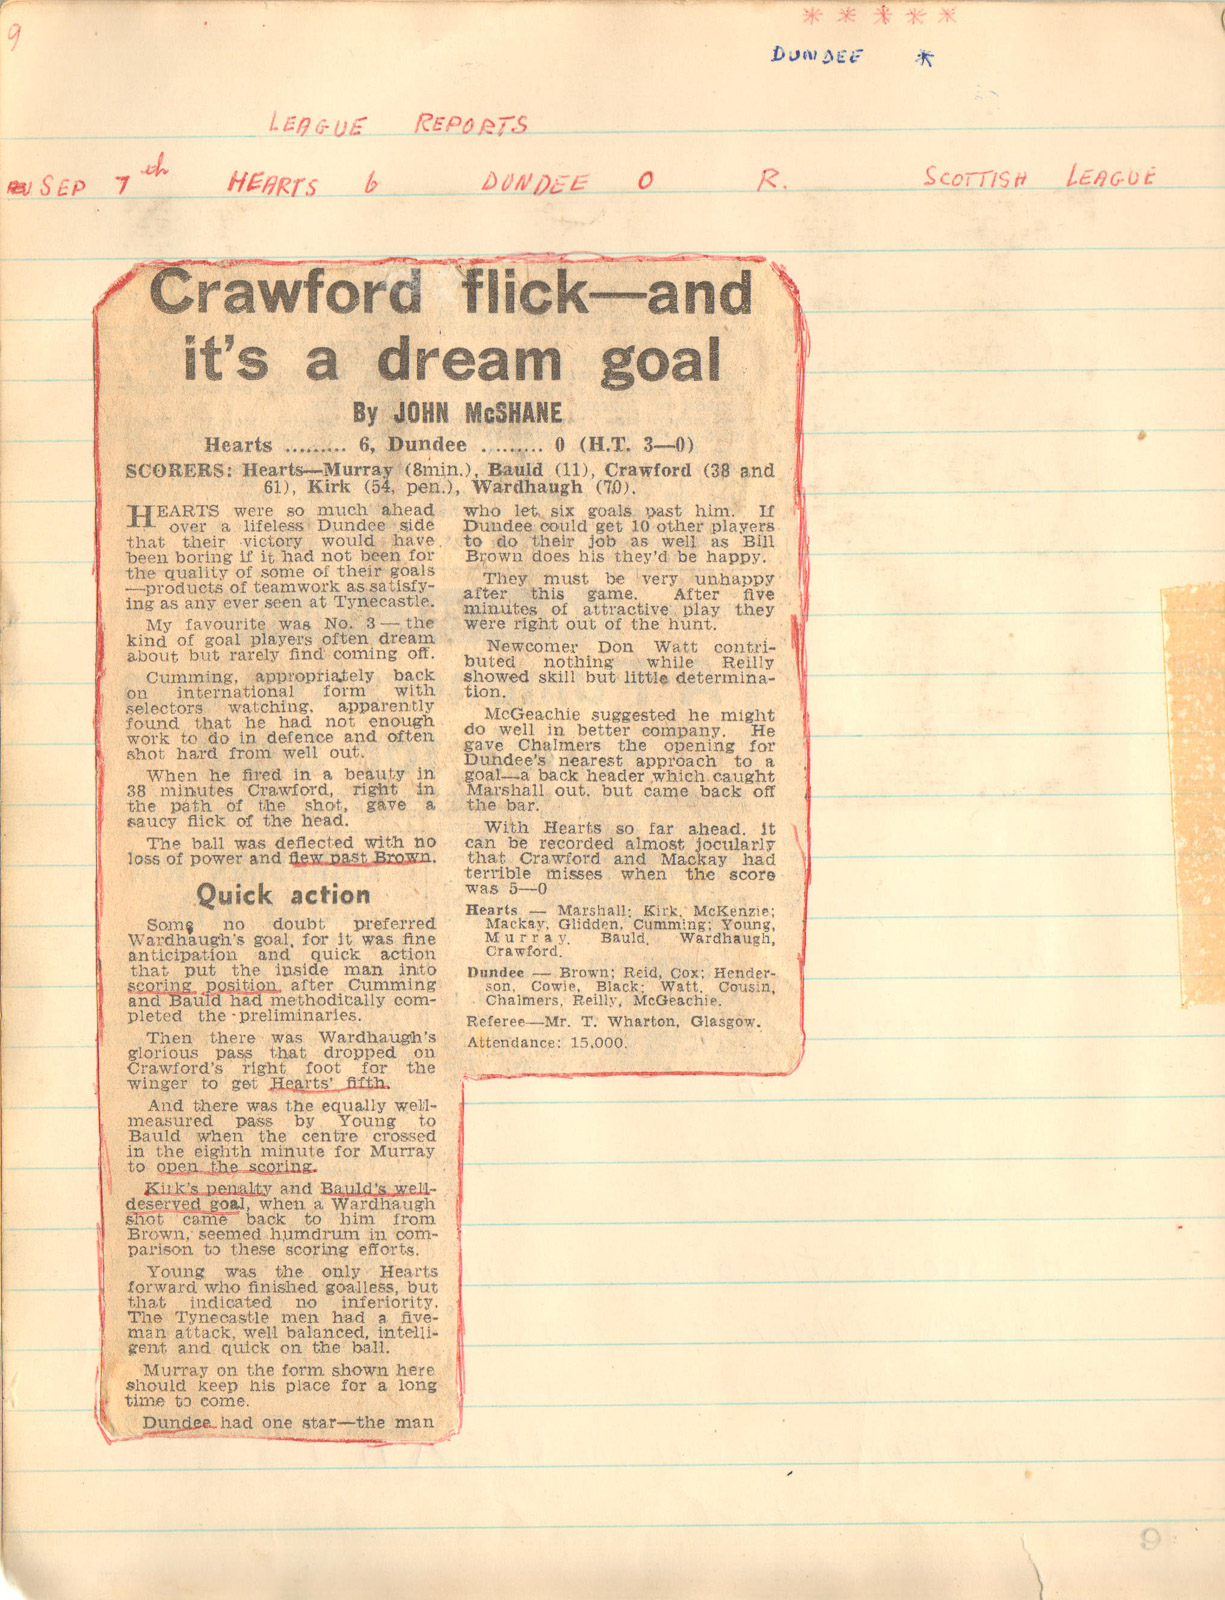 9
* * * * *
DUNDEE *
LEAGUE REPORTS
SEP 7th HEARTS 6 DUNDEE 0 R. SCOTTISH LEAGUE
Crawford flick—and
it's a dream goal
By JOHN McSHANE
Hearts ......... 6, Dundee ......... 0 (H.T. 3—0)
SCORERS: Hearts—Murray (8min.), Bauld (11), Crawford (38 and
61), Kirk (54, pen.), Wardhaugh (70).
HEARTS were so much ahead
over a lifeless Dundee side
that their victory would have
been boring if it had not been for
the quality of some of their goals
—products of teamwork as satisfy-
ing as any ever seen at Tynecastle.
My favourite was No. 3—the
kind of goal players often dream
about but rarely find coming off.
Cumming, appropriately back
on international form with
selectors watching, apparently
found that he had not enough
work to do in defence and often
shot hard from well out.
When he fired in a beauty in
38 minutes Crawford, right in
the path of the shot, gave a
saucy flick of the head.
The ball was deflected with no
loss of power and flew past Brown.
Quick action
Some no doubt preferred
Wardhaugh's goal, for it was fine
anticipation and quick action
that put the inside man into
scoring position after Cumming
and Bauld had methodically com-
pleted the preliminaries.
Then there was Wardhaugh's
glorious pass that dropped on
Crawford's right foot for the
winger to get Hearts' fifth.
And there was the equally well-
measured pass by Young to
Bauld when the centre crossed
in the eighth minute for Murray
to open the scoring.
Kirk's penalty and Bauld's well-
deserved goal, when a Wardhaugh
shot came back to him from
Brown, seemed humdrum in com-
parison to these scoring efforts.
Young was the only Hearts
forward who finished goalless, but
that indicated no inferiority.
The Tynecastle men had a five-
man attack, well balanced, intelli-
gent and quick on the ball.
Murray on the form shown here
should keep his place for a long
time to come.
Dundee had one star—the man
who let six goals past him. If
Dundee could get 10 other players
to do their job as well as Bill
Brown does his they'd be happy.
They must be very unhappy
after this game. After five
minutes of attractive play they
were right out of the hunt.
Newcomer Don Watt contri-
buted nothing while Reilly
showed skill but little determina-
tion.
McGeachie suggested he might
do well in better company. He
gave Chalmers the opening for
Dundee's nearest approach to a
goal—a back header which caught
Marshall out, but came back off
the bar.
With Hearts so far ahead, it
can be recorded almost jocularly
that Crawford and Mackay had
terrible misses when the score
was 5—0
Hearts — Marshall; Kirk, McKenzie;
Mackay, Glidden, Cumming; Young,
Murray, Bauld, Wardhaugh,
Crawford.
Dundee — Brown; Reid, Cox; Hender-
son, Cowie, Black; Watt, Cousin,
Chalmers, Reilly, McGeachie.
Referee—Mr. T. Wharton, Glasgow.
Attendance: 15,000.